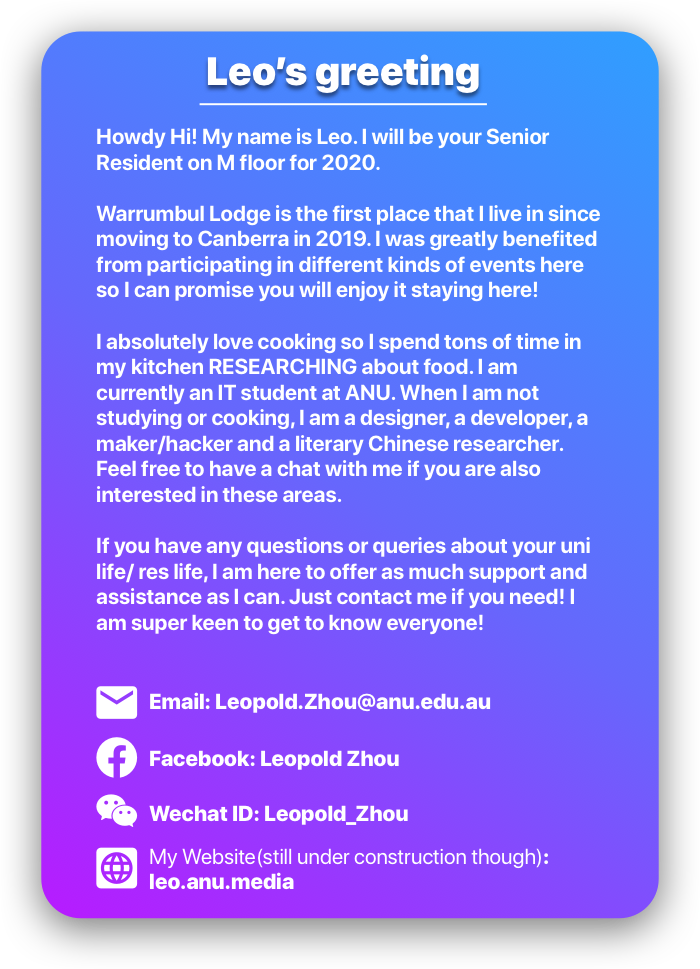 Leo’s greeting
Howdy Hi! My name is Leo. I will be your Senior
Resident on M floor for 2020.
Warrumbul Lodge is the first place that I live in since
moving to Canberra in 2019. I was greatly benefited
from participating in different kinds of events here
so I can promise you will enjoy it staying here!
I absolutely love cooking so I spend tons of time in
my kitchen RESEARCHING about food. I am
currently an IT student at ANU. When I am not
studying or cooking, I am a designer, a developer, a
maker/hacker and a literary Chinese researcher.
Feel free to have a chat with me if you are also
interested in these areas.
If you have any questions or queries about your uni
life/ res life, I am here to offer as much support and
assistance as I can. Just contact me if you need! I
am super keen to get to know everyone!
Email: Leopold.Zhou@anu.edu.au
Facebook: Leopold Zhou
Wechat ID: Leopold_Zhou
My Website(still under construction though):
leo.anu.media